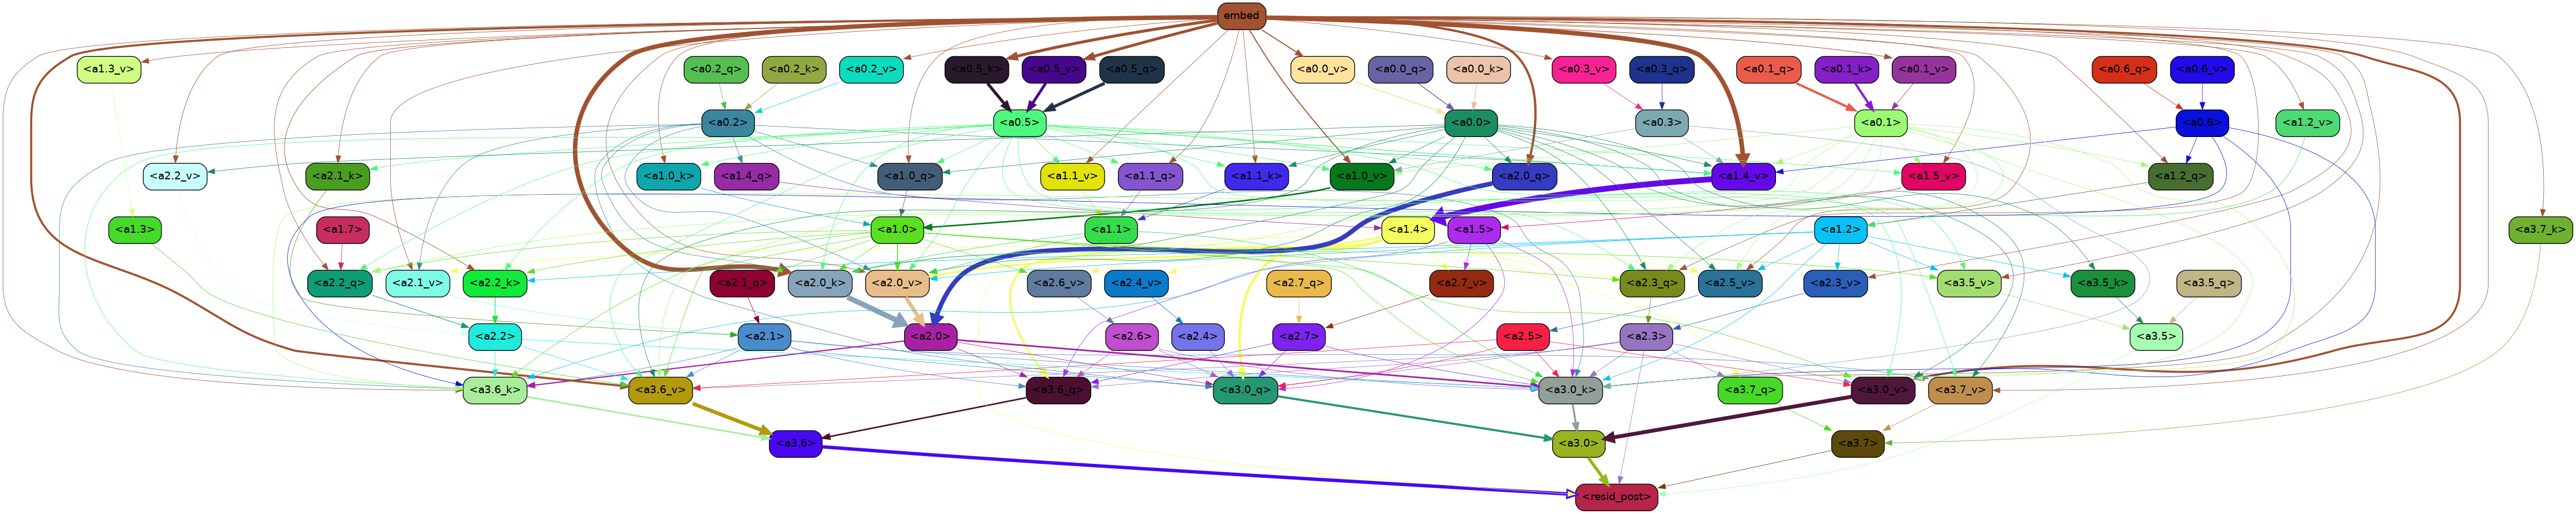 embed
<a1.3_v> <a0.2_q> <a0.2_k> <a0.2_v> <a0.5_k> <a0.5_v> <a0.5_q> <a0.0_v> <a0.0_q> <a0.0_k> <a0.3_v> <a0.3_q> <a0.1_q> <a0.1_k> <a0.1_v> <a0.6_q> <a0.6_v>
<a0.2> <a0.5> <a0.0> <a0.3> <a0.1> <a0.6> <a1.2_v>
<a2.2_v> <a2.1_k> <a1.0_k> <a1.4_q> <a1.0_q> <a1.1_v> <a1.1_q> <a1.1_k> <a1.0_v> <a2.0_q> <a1.4_v> <a1.5_v> <a1.2_q>
<a1.3> <a1.7> <a1.0> <a1.1> <a1.4> <a1.5> <a1.2> <a3.7_k>
<a2.2_q> <a2.1_v> <a2.2_k> <a2.1_q> <a2.0_k> <a2.0_v> <a2.6_v> <a2.4_v> <a2.7_q> <a2.7_v> <a2.3_q> <a2.5_v> <a2.3_v> <a3.5_v> <a3.5_k> <a3.5_q>
<a2.2> <a2.1> <a2.0> <a2.6> <a2.4> <a2.7> <a2.5> <a2.3> <a3.5>
<a3.6_k> <a3.6_v> <a3.6_q> <a3.0_q> <a3.0_k> <a3.7_q> <a3.0_v> <a3.7_v>
<a3.6> <a3.0> <a3.7>
<resid_post>